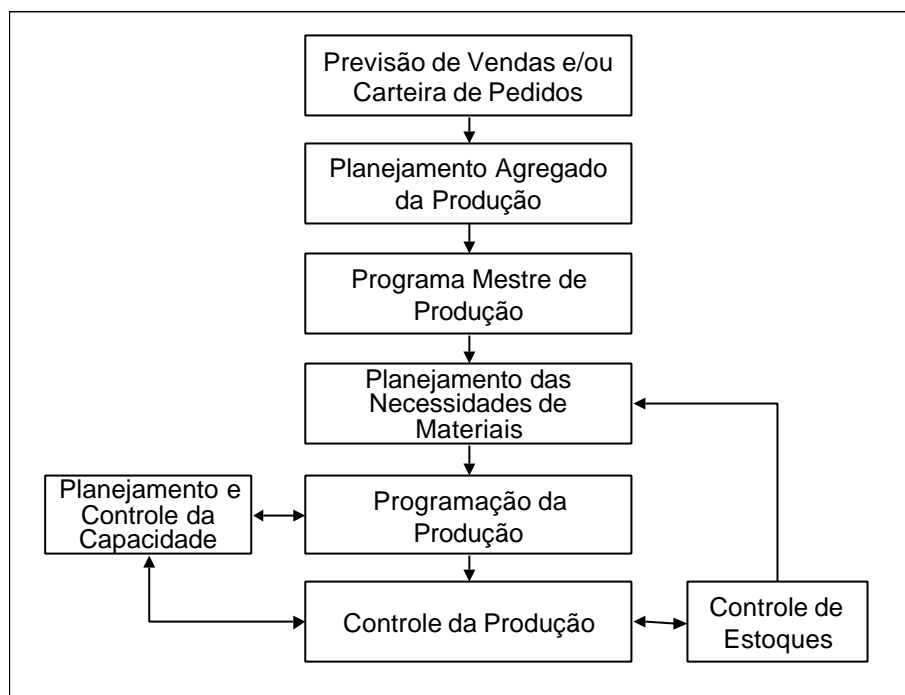 Previsão de Vendas e/ou
Carteira de Pedidos
Planejamento Agregado
da Produção
Programa Mestre de
Produção
Planejamento das
Necessidades de
Materiais
Planejamento e
Controle da
Capacidade
Programação da
Produção
Controle da Produção
Controle de
Estoques